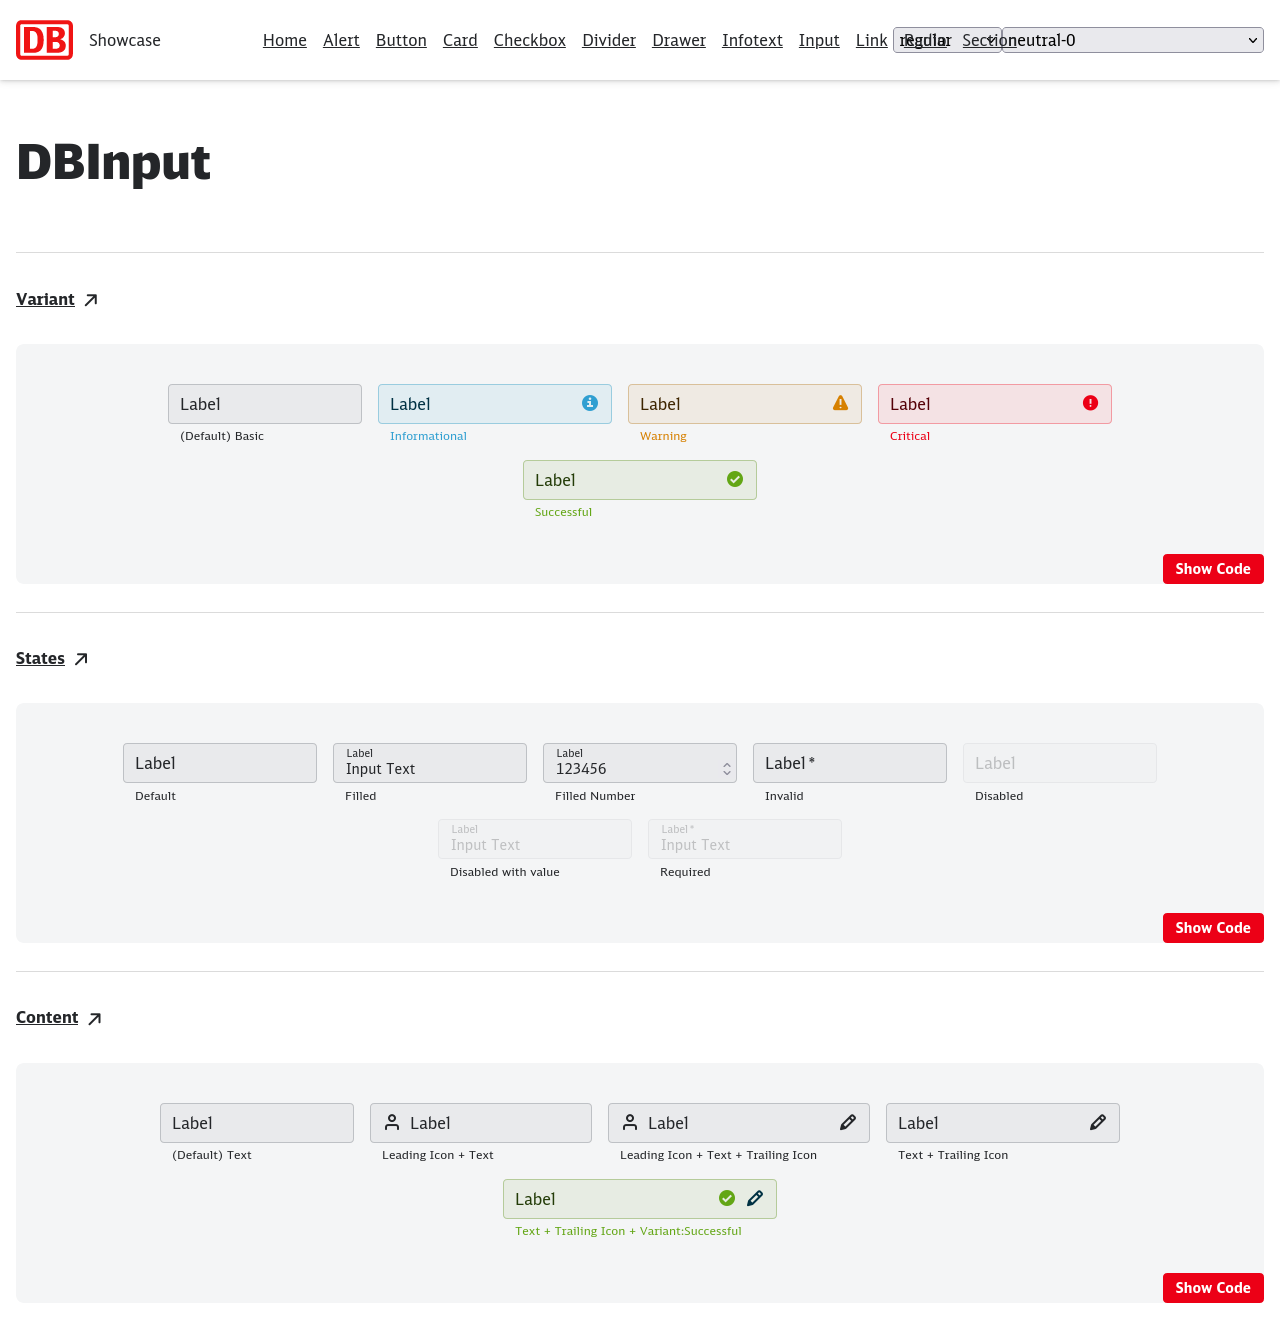 DB Showcase Home Alert Button Card Checkbox Divider Drawer Infotext Input Link regular Section neutral-0
DBInput
Variant
Label Label Label Label
(Default) Basic Informational Warning Critical
Label
Successful
Show Code
States
Label Label Input Text Label 123456 Label * Label
Default Filled Filled Number Invalid Disabled
Label Input Text Label * Input Text
Disabled with value Required
Show Code
Content
Label Label Label Label
(Default) Text Leading Icon + Text Leading Icon + Text + Trailing Icon Text + Trailing Icon
Label
Text + Trailing Icon + Variant:Successful
Show Code